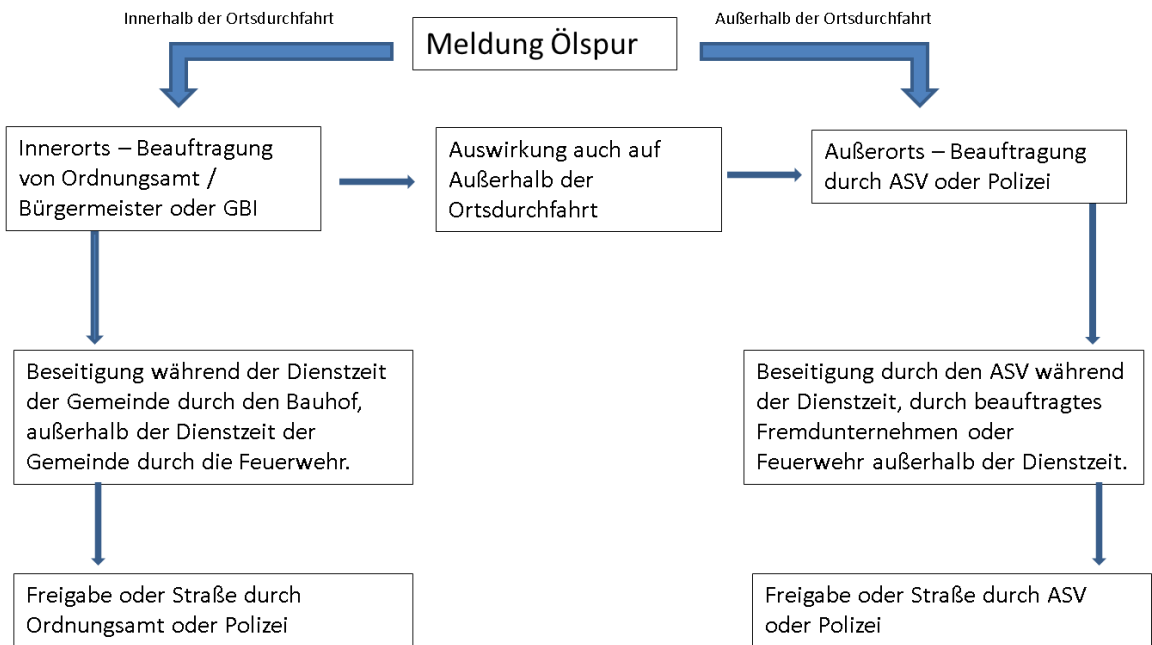 Innerhalb der Ortsdurchfahrt
Außerhalb der Ortsdurchfahrt
Meldung Ölspur
Innerorts – Beauftragung
von Ordnungsamt /
Bürgermeister oder GBI
Auswirkung auch auf
Außerhalb der
Ortsdurchfahrt
Außerorts – Beauftragung
durch ASV oder Polizei
Beseitigung während der Dienstzeit
der Gemeinde durch den Bauhof,
außerhalb der Dienstzeit der
Gemeinde durch die Feuerwehr.
Beseitigung durch den ASV während
der Dienstzeit, durch beauftragtes
Fremdunternehmen oder
Feuerwehr außerhalb der Dienstzeit.
Freigabe oder Straße durch
Ordnungsamt oder Polizei
Freigabe oder Straße durch ASV
oder Polizei